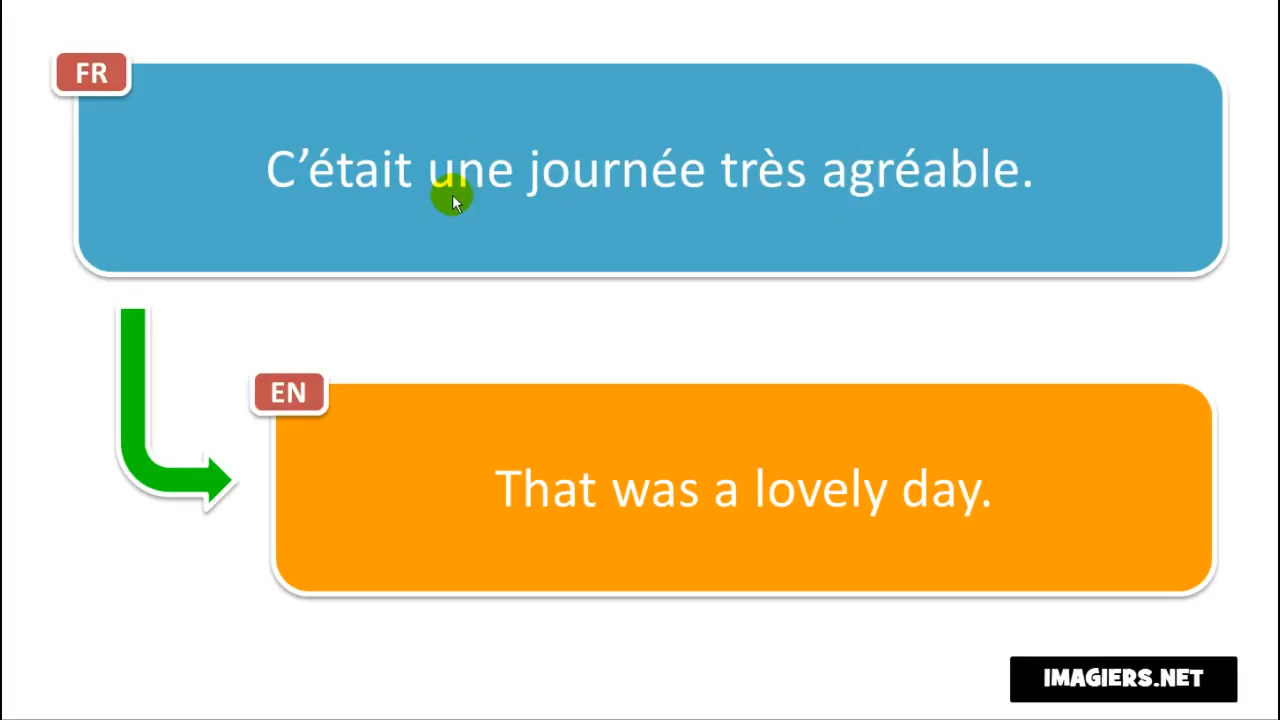 FR
C’était une journée très agréable.
EN
That was a lovely day.
IMAGIERS.NET